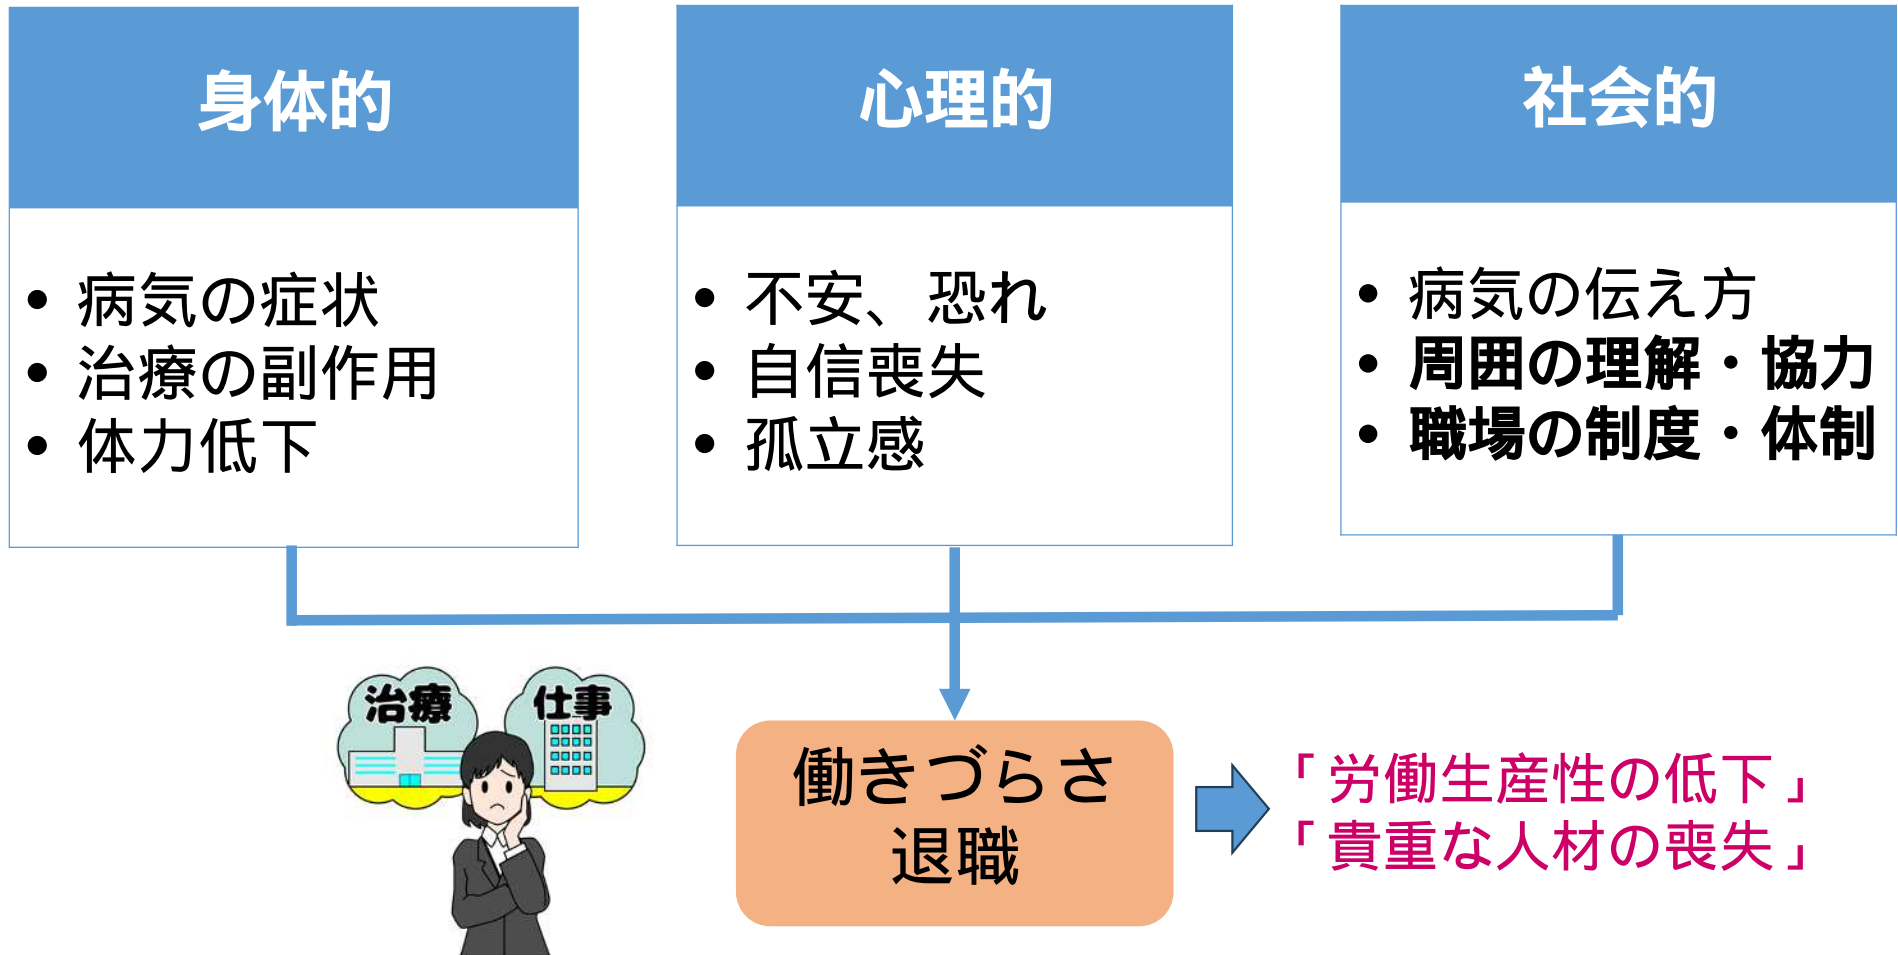 身体的
• 病気の症状
• 治療の副作用
• 体力低下
心理的
• 不安、恐れ
• 自信喪失
• 孤立感
社会的
• 病気の伝え方
• 周囲の理解・協力
• 職場の制度・体制
治療
仕事
働きづらさ
退職
「労働生産性の低下」
「貴重な人材の喪失」